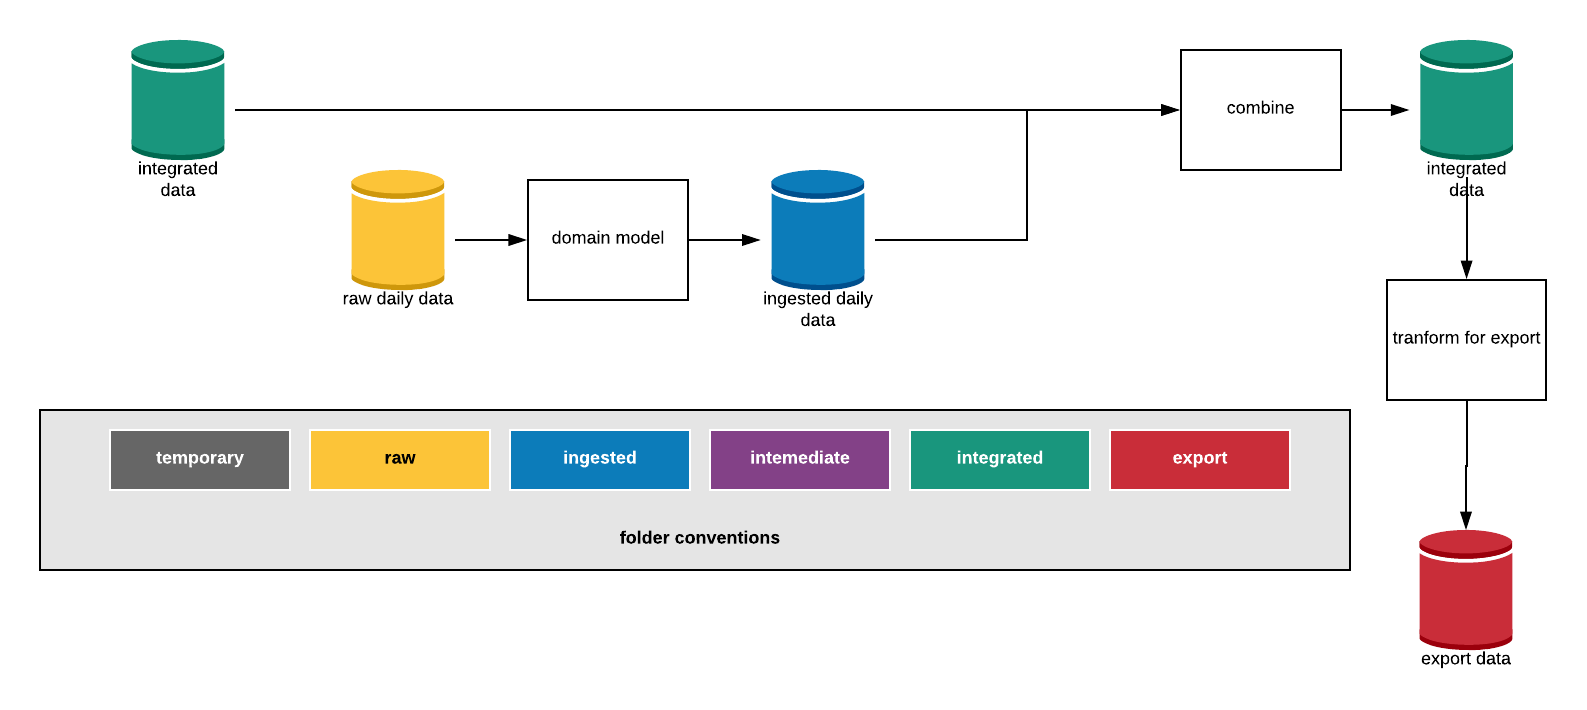 combine
integrated
data
integrated
data
domain model
raw daily data
ingested daily
data
tranform for export
temporary
raw
ingested
intemediate
integrated
export
folder conventions
export data